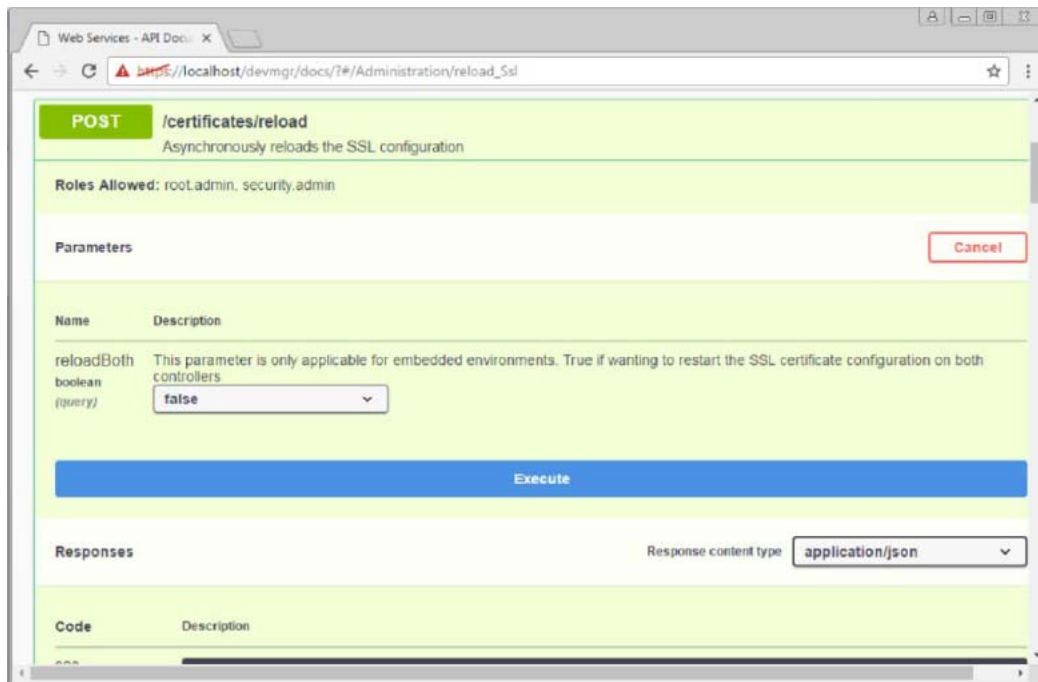 Web Services - API Docu
https://localhost/devmgr/docs/?#/Administration/reload_Ssl
POST /certificates/reload
Asynchronously reloads the SSL configuration
Roles Allowed: root.admin, security.admin
Parameters Cancel
Name Description
reloadBoth This parameter is only applicable for embedded environments. True if wanting to restart the SSL certificate configuration on both
boolean controllers
(query) false
Execute
Responses Response content type application/json
Code Description